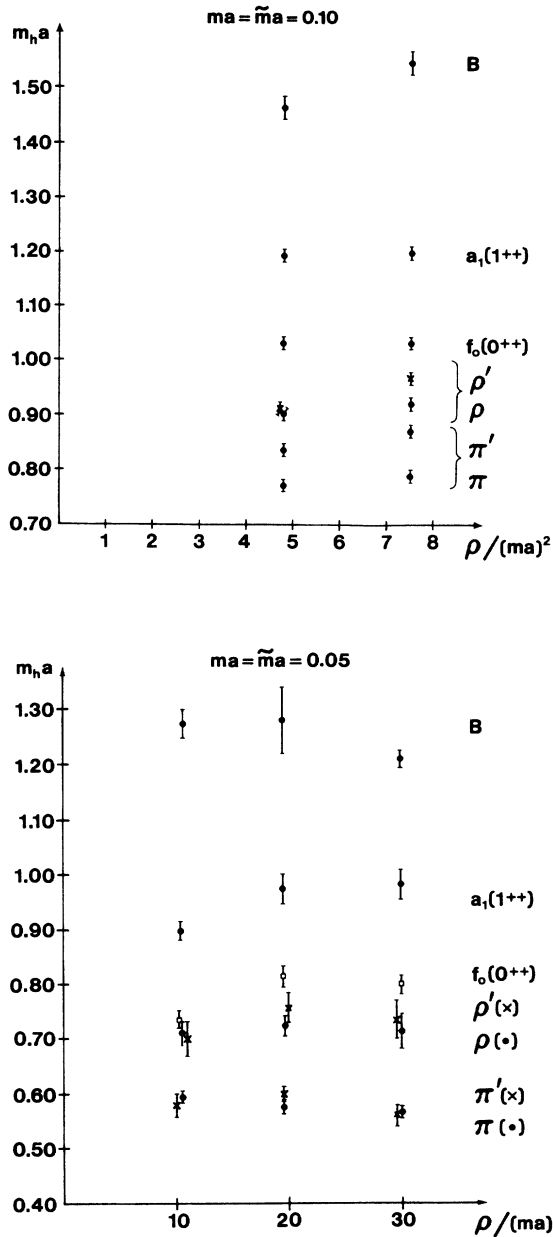 ma = m̃a = 0.10
mₕa
1.50
1.40
1.30
1.20
1.10
1.00
0.90
0.80
0.70
B
a₁(1++)
f₀(0⁺⁺)
ρ′
ρ
π′
π
1 2 3 4 5 6 7 8 ρ/(ma)²
ma = m̃a = 0.05
mₕa
1.30
1.20
1.10
1.00
0.90
0.80
0.70
0.60
0.50
0.40
B
a₁(1⁺⁺)
f₀(0⁺⁺)
ρ′(×)
ρ(•)
π′(×)
π(•)
10 20 30 ρ/(ma)